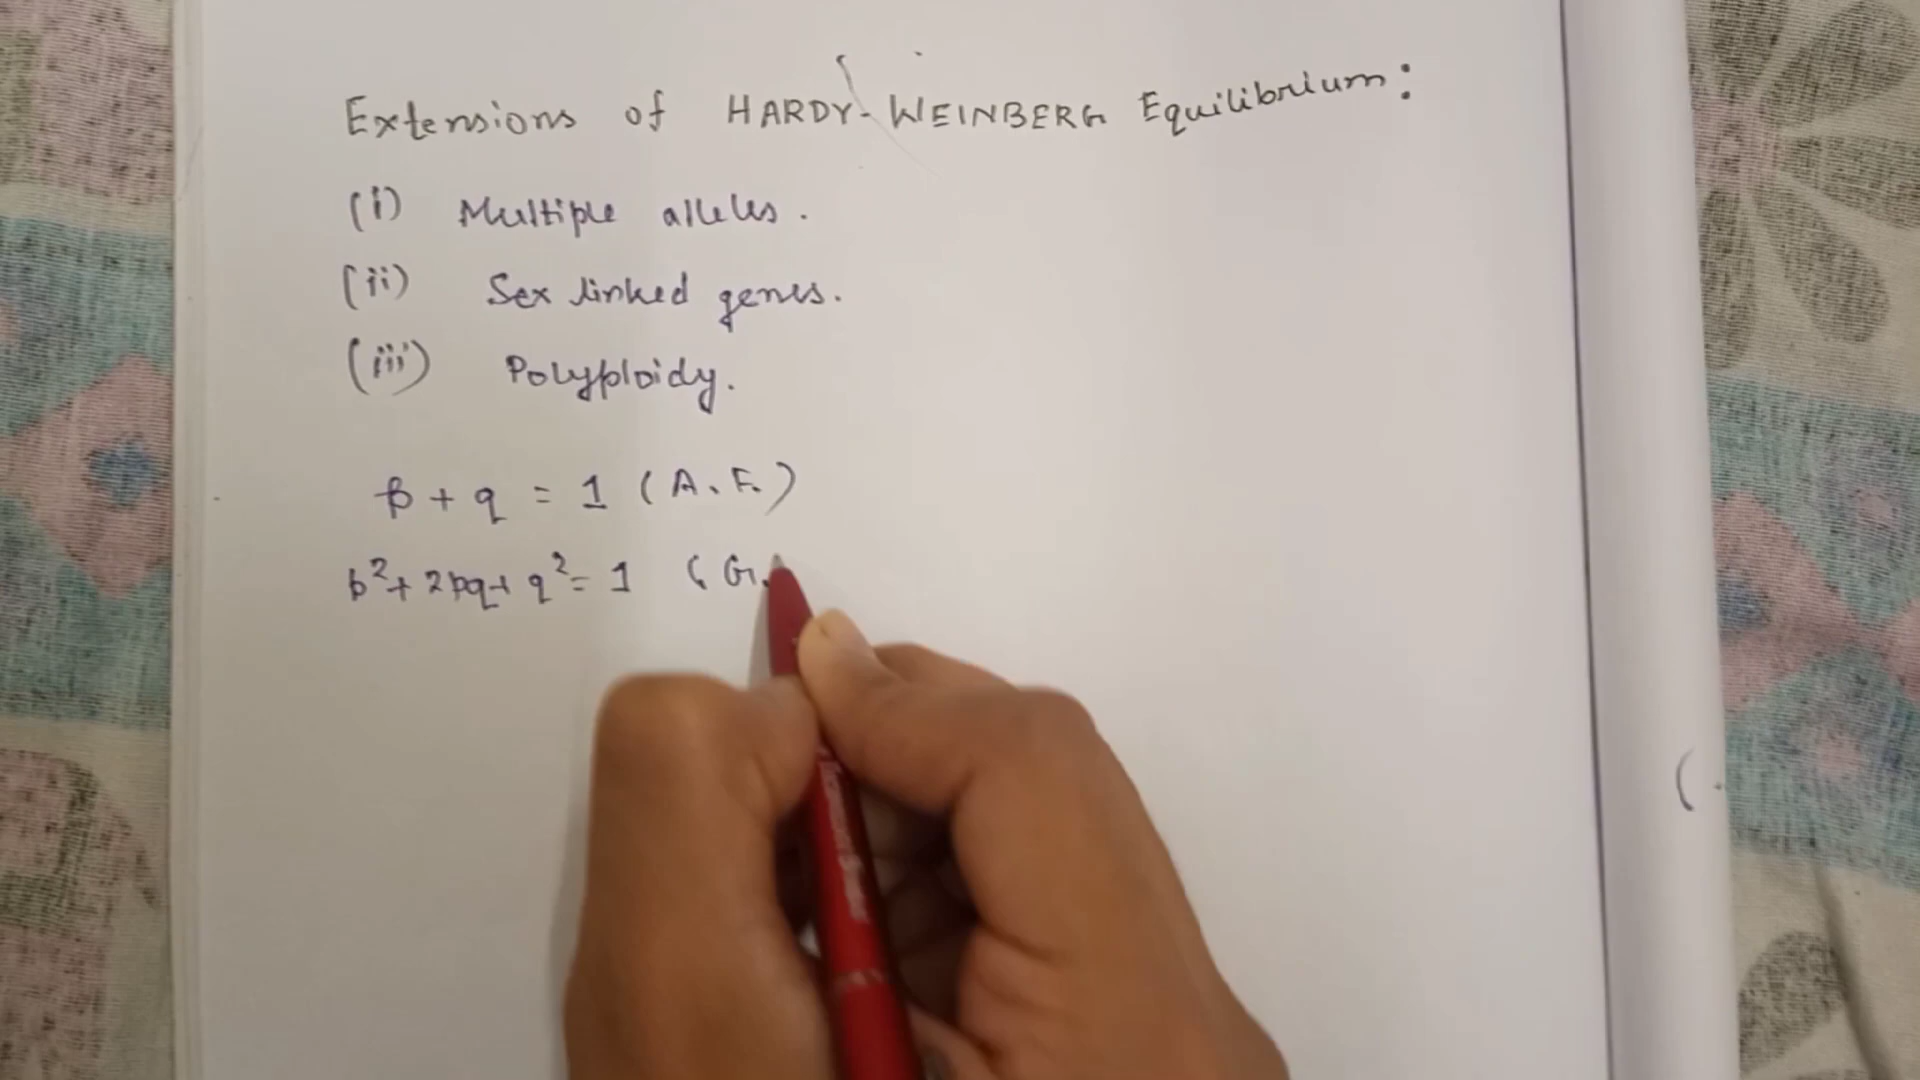 Extensions of HARDY-WEINBERG Equilibrium:
(i) Multiple alleles.
(ii) Sex linked genes.
(iii) Polyploidy.
p + q = 1 (A.F.)
p²+2pq+q²=1 (G.